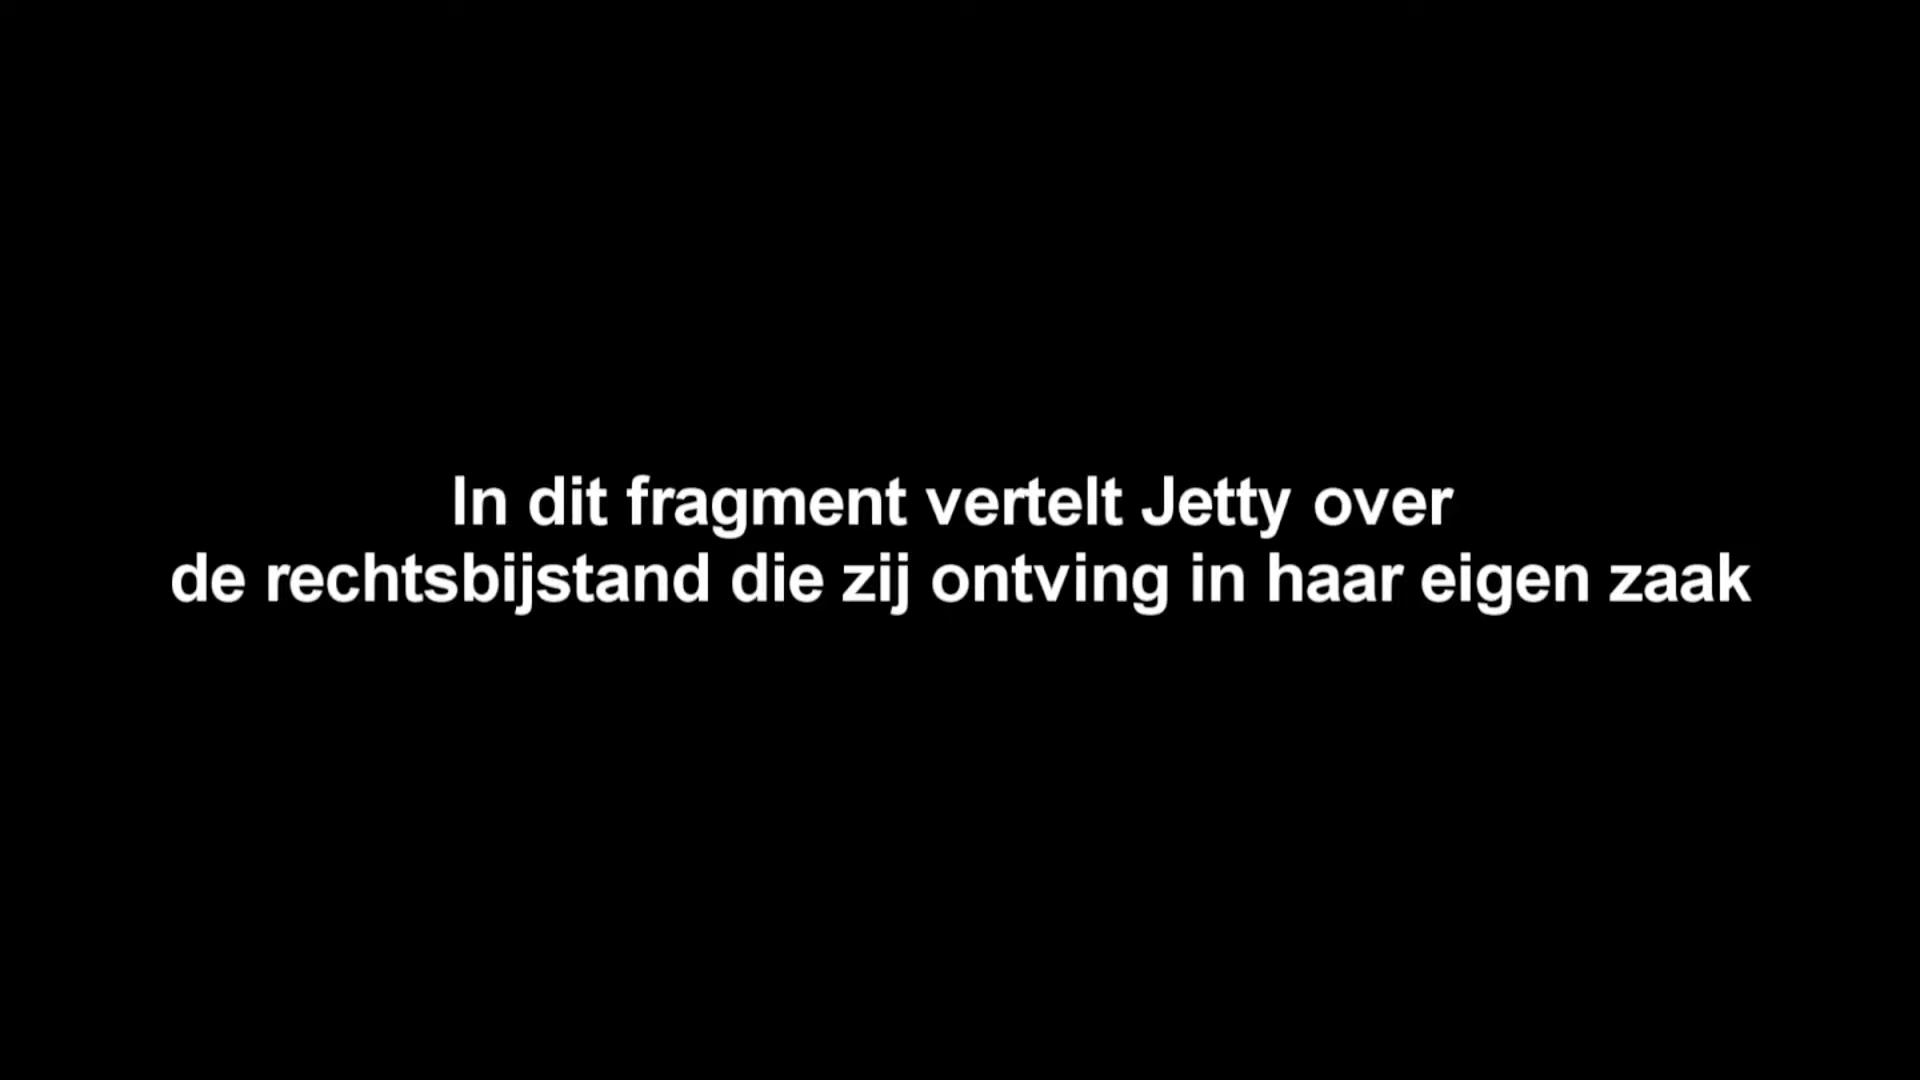 In dit fragment vertelt Jetty over
de rechtsbijstand die zij ontving in haar eigen zaak